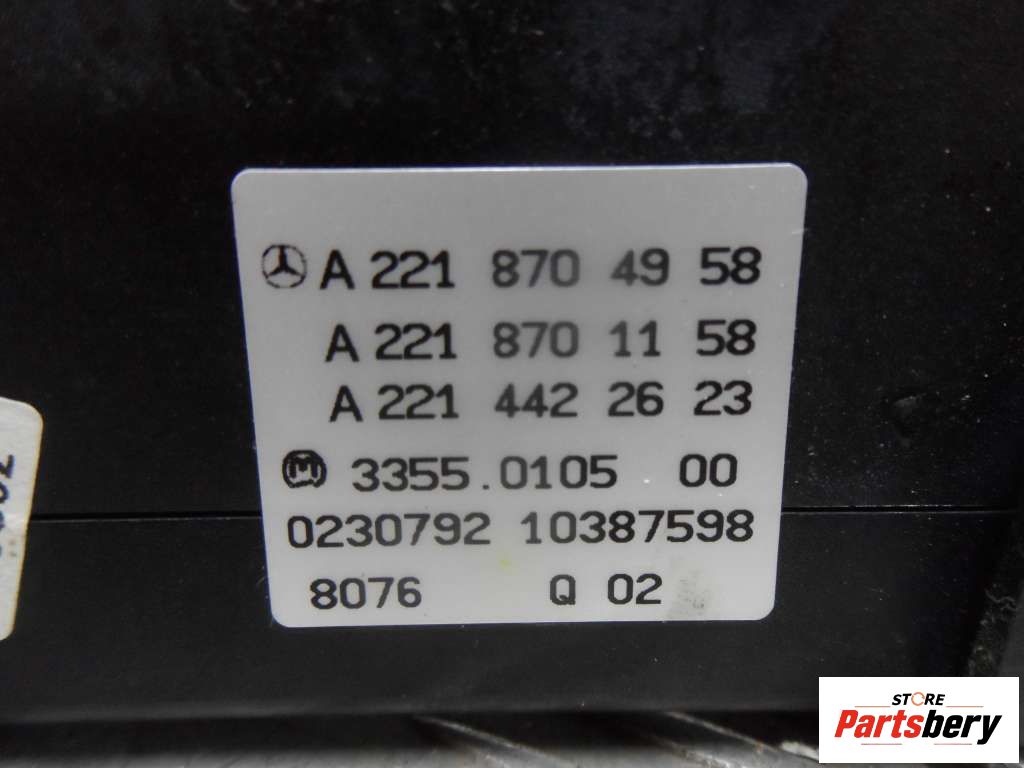 A 221 870 49 58
A 221 870 11 58
A 221 442 26 23
M 3355.0105 00
0230792 10387598
8076 Q 02
STORE
Partsbery